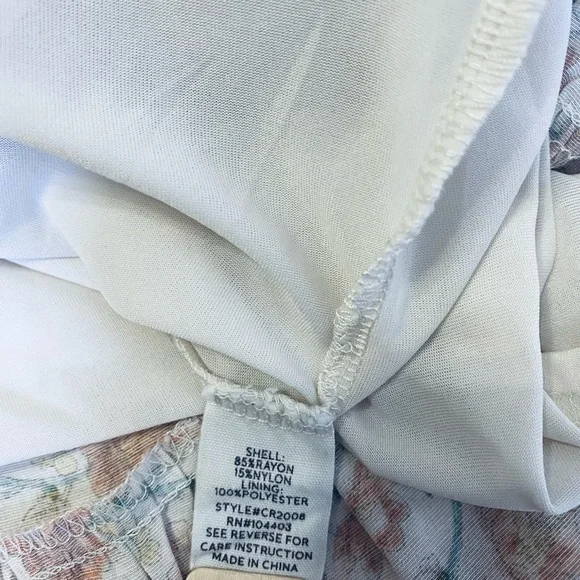 SHELL:
85%RAYON
15%NYLON
LINING:
100%POLYESTER
STYLE#CR2008
RN#104403
SEE REVERSE FOR
CARE INSTRUCTION
MADE IN CHINA